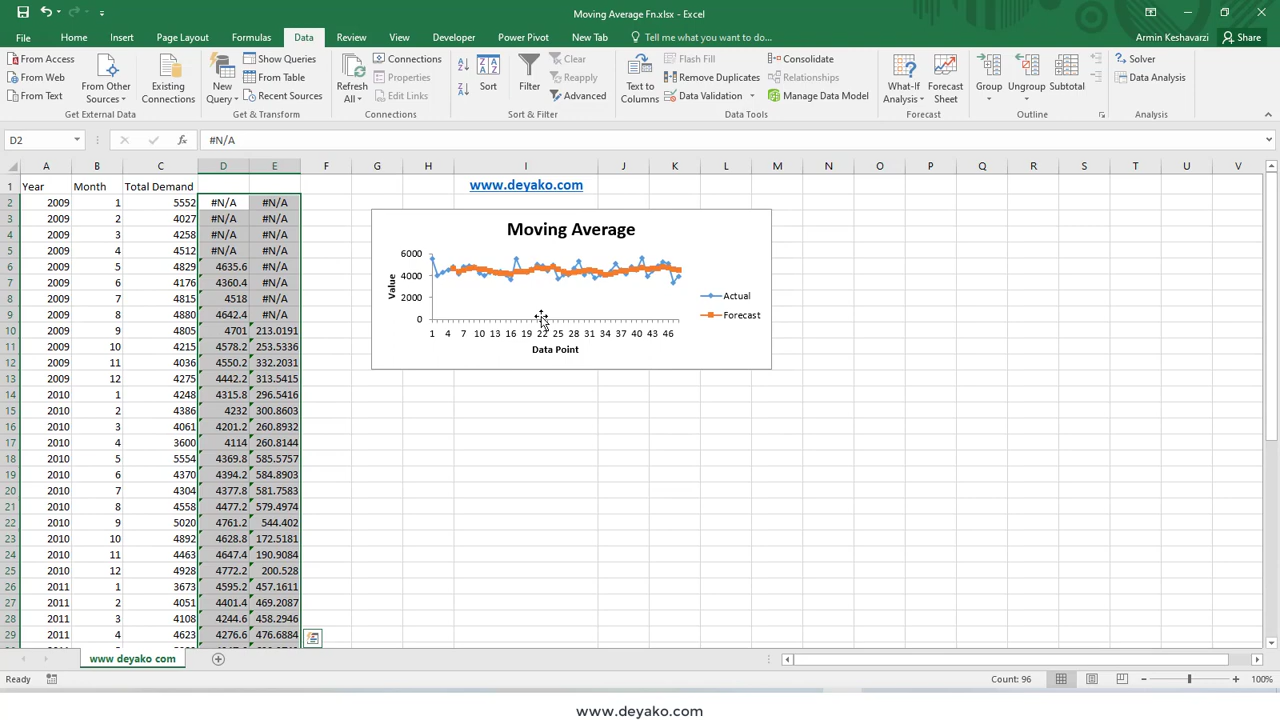 Moving Average Fn.xlsx - Excel
File Home Insert Page Layout Formulas Data Review View Developer Power Pivot New Tab Tell me what you want to do... Armin Keshavarzi Share
From Access
From Web
From Text
From Other Sources
Existing Connections
Get External Data
New Query
Show Queries
From Table
Recent Sources
Get & Transform
Refresh All
Connections
Properties
Edit Links
Connections
Sort
Filter
Clear
Reapply
Advanced
Sort & Filter
Text to Columns
Flash Fill
Remove Duplicates
Data Validation
Consolidate
Relationships
Manage Data Model
Data Tools
What-If Analysis
Forecast Sheet
Forecast
Group
Ungroup
Subtotal
Outline
Solver
Data Analysis
Analysis
D2 fx #N/A
A B C D E F G H I J K L M N O P Q R S T U V
1 Year Month Total Demand www.deyako.com
2 2009 1 5552 #N/A #N/A
3 2009 2 4027 #N/A #N/A
4 2009 3 4258 #N/A #N/A
5 2009 4 4512 #N/A #N/A
6 2009 5 4829 4635.6 #N/A
7 2009 6 4176 4360.4 #N/A
8 2009 7 4815 4518 #N/A
9 2009 8 4880 4642.4 #N/A
10 2009 9 4805 4701 213.0191
11 2009 10 4215 4578.2 253.5336
12 2009 11 4036 4550.2 332.2031
13 2009 12 4275 4442.2 313.5415
14 2010 1 4248 4315.8 296.5416
15 2010 2 4386 4232 300.8603
16 2010 3 4061 4201.2 260.8932
17 2010 4 3600 4114 260.8144
18 2010 5 5554 4369.8 585.5757
19 2010 6 4370 4394.2 584.8903
20 2010 7 4304 4377.8 581.7583
21 2010 8 4558 4477.2 579.4974
22 2010 9 5020 4761.2 544.402
23 2010 10 4892 4628.8 172.5181
24 2010 11 4463 4647.4 190.9084
25 2010 12 4928 4772.2 200.528
26 2011 1 3673 4595.2 457.1611
27 2011 2 4051 4401.4 469.2087
28 2011 3 4108 4244.6 458.2946
29 2011 4 4623 4276.6 476.6884
Moving Average
Value
6000
4000
2000
0
1 4 7 10 13 16 19 22 25 28 31 34 37 40 43 46
Data Point
Actual
Forecast
www deyako com
Ready Count: 96 100%
www.deyako.com